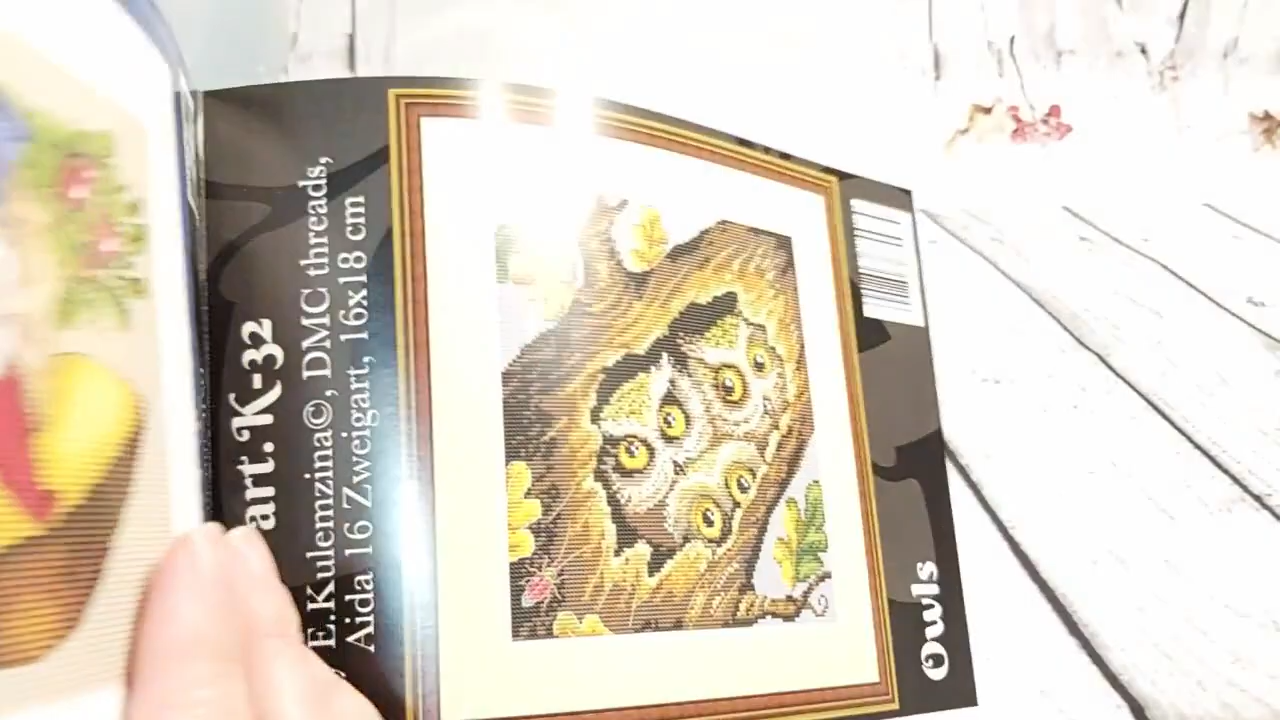 art.K-32
E.Kulemzina©, DMC threads,
Aida 16 Zweigart, 16x18 cm
Owls